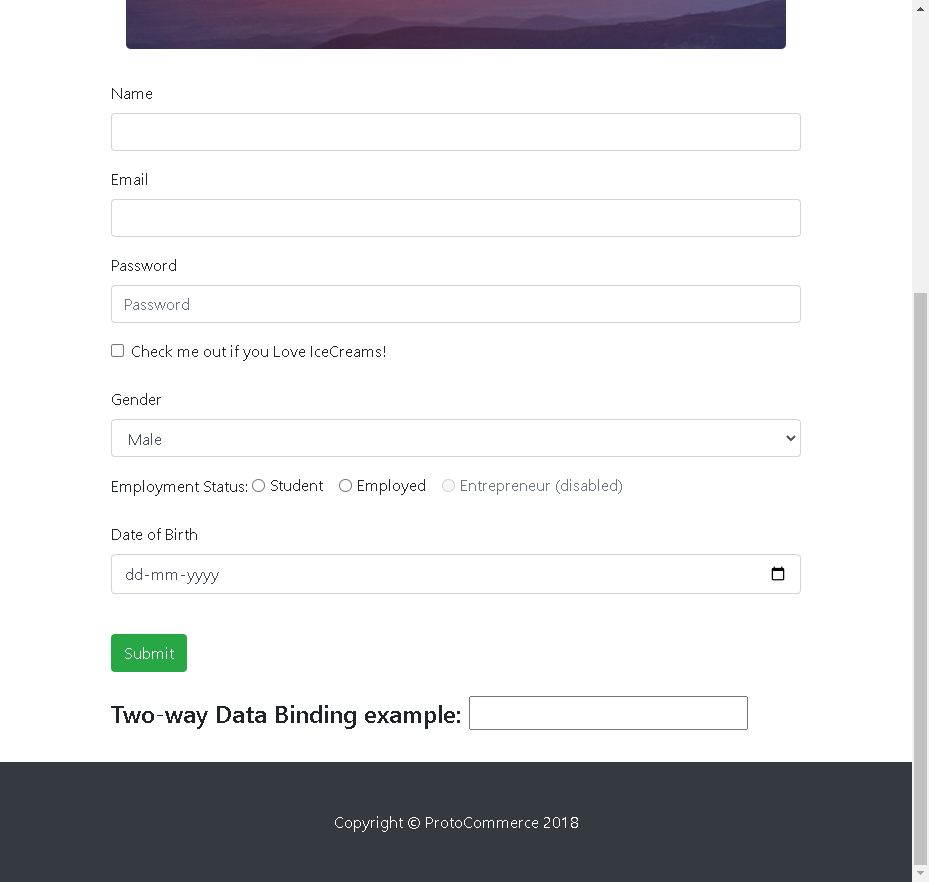 Name
Email
Password
Password
Check me out if you Love IceCreams!
Gender
Male
Employment Status: Student Employed Entrepreneur (disabled)
Date of Birth
dd-mm-yyyy
Submit
Two-way Data Binding example:
Copyright © ProtoCommerce 2018